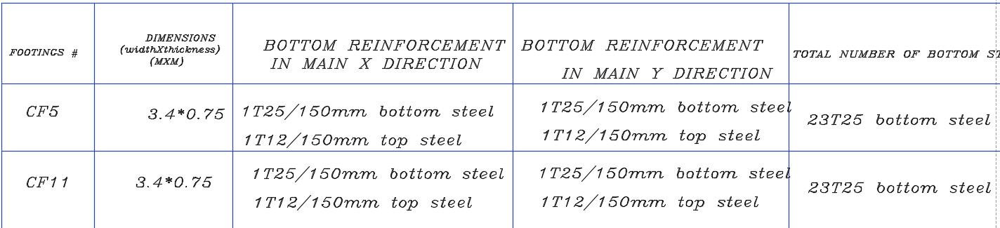 FOOTINGS #
DIMENSIONS
(widthXthickness)
(MXM)
BOTTOM REINFORCEMENT
IN MAIN X DIRECTION
BOTTOM REINFORCEMENT
IN MAIN Y DIRECTION
TOTAL NUMBER OF BOTTOM
CF5
3.4*0.75
1T25/150mm bottom steel
1T12/150mm top steel
1T25/150mm bottom steel
1T12/150mm top steel
23T25 bottom steel
CF11
3.4*0.75
1T25/150mm bottom steel
1T12/150mm top steel
1T25/150mm bottom steel
1T12/150mm top steel
23T25 bottom steel